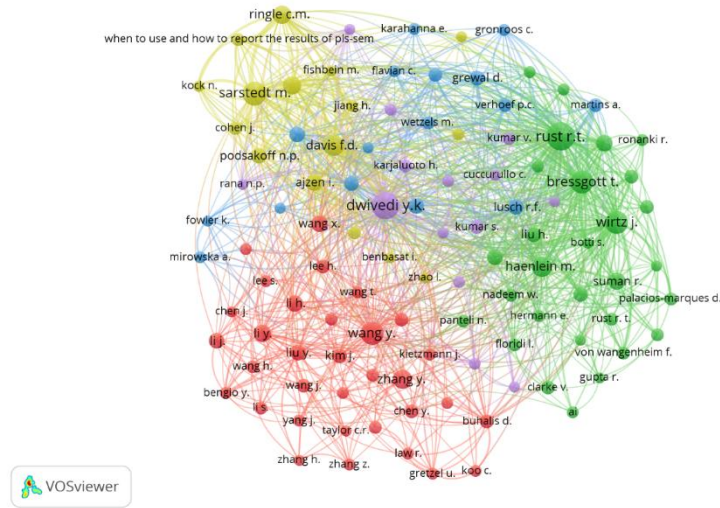 ringle c.m.
karahanna e.
gronroos c.
when to use and how to report the results of pls-sem
fishbein m.
flavian c.
grewal d.
kock n.
sarstedt m.
jiang h.
verhoef p.c.
martins a.
cohen j.
wetzels m.
kumar v.
rust r.t.
ronanki r.
davis f.d.
podsakoff n.p.
karjaluoto h.
cuccurullo c.
bressgott t.
rana n.p.
ajzen i.
dwivedi y.k.
lusch r.f.
wirtz j.
fowler k.
wang x.
kumar s.
liu h.
botti s.
mirowska a.
benbasat i.
lee s.
lee h.
zhao l.
haenlein m.
suman r.
chen j.
li h.
wang t.
nadeem w.
palacios-marques d.
li j.
li y.
wang y.
panteli n.
hermann e.
rust r. t.
wang h.
liu y.
kim j.
kietzmann j.
floridi l.
von wangenheim f.
bengio y.
wang j.
zhang y.
clarke v.
gupta r.
li s.
yang j.
taylor c.r.
chen y.
buhalis d.
ai
zhang h.
zhang z.
law r.
gretzel u.
koo c.
VOSviewer